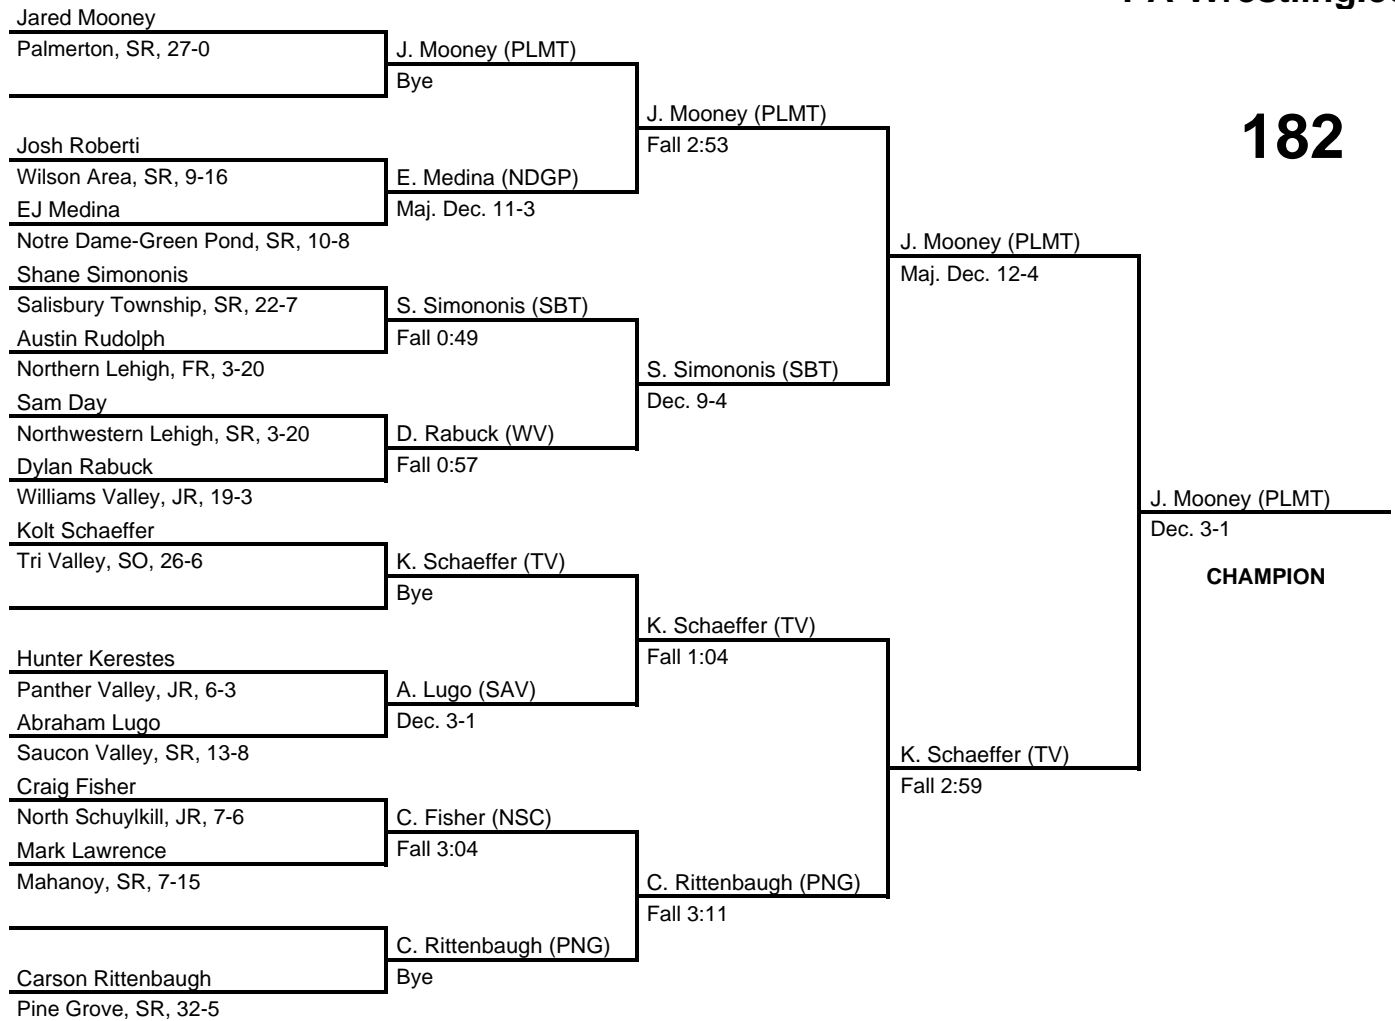 182
Jared Mooney
Palmerton, SR, 27-0
Josh Roberti
Wilson Area, SR, 9-16
EJ Medina
Notre Dame-Green Pond, SR, 10-8
Shane Simononis
Salisbury Township, SR, 22-7
Austin Rudolph
Northern Lehigh, FR, 3-20
Sam Day
Northwestern Lehigh, SR, 3-20
Dylan Rabuck
Williams Valley, JR, 19-3
Kolt Schaeffer
Tri Valley, SO, 26-6
Hunter Kerestes
Panther Valley, JR, 6-3
Abraham Lugo
Saucon Valley, SR, 13-8
Craig Fisher
North Schuylkill, JR, 7-6
Mark Lawrence
Mahanoy, SR, 7-15
Carson Rittenbaugh
Pine Grove, SR, 32-5
J. Mooney (PLMT)
Bye
E. Medina (NDGP)
Maj. Dec. 11-3
S. Simononis (SBT)
Fall 0:49
D. Rabuck (WV)
Fall 0:57
K. Schaeffer (TV)
Bye
A. Lugo (SAV)
Dec. 3-1
C. Fisher (NSC)
Fall 3:04
C. Rittenbaugh (PNG)
Bye
J. Mooney (PLMT)
Fall 2:53
S. Simononis (SBT)
Dec. 9-4
K. Schaeffer (TV)
Fall 1:04
C. Rittenbaugh (PNG)
Fall 3:11
J. Mooney (PLMT)
Maj. Dec. 12-4
K. Schaeffer (TV)
Fall 2:59
J. Mooney (PLMT)
Dec. 3-1
CHAMPION